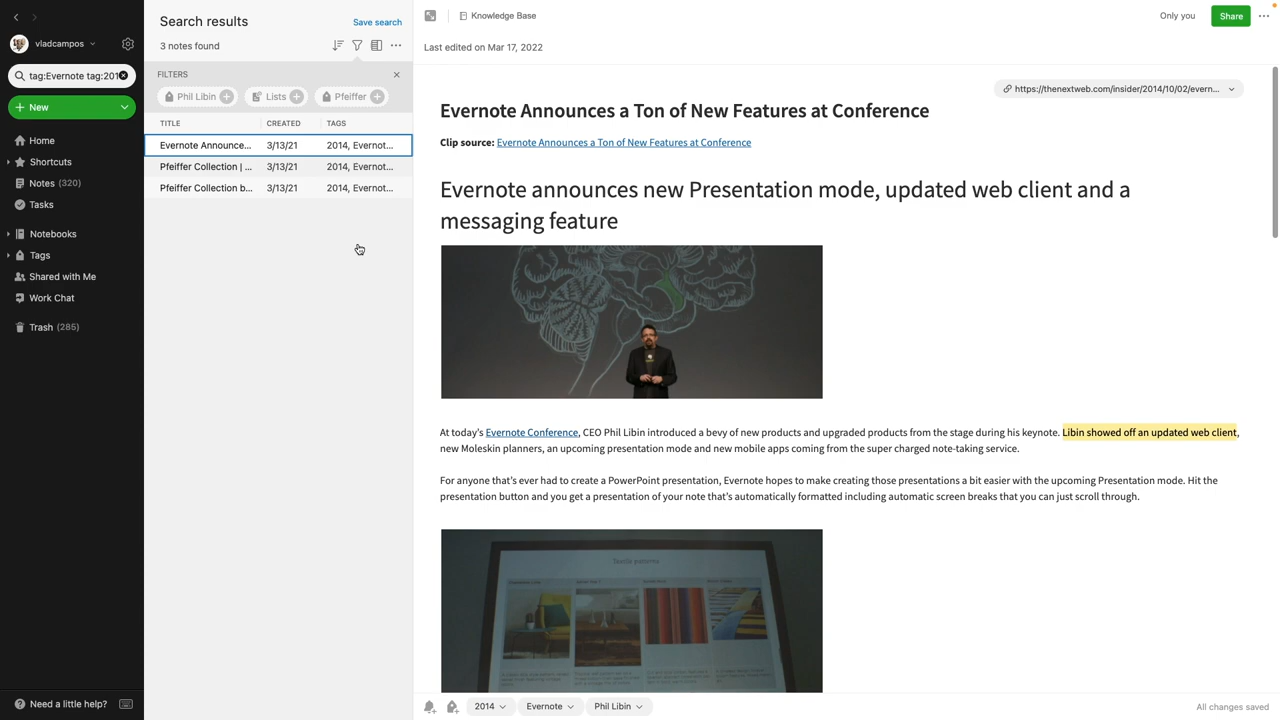 Search results
Save search
Knowledge Base
Only you
Share
vladcampos
3 notes found
Last edited on Mar 17, 2022
tag:Evernote tag:201
New
FILTERS
Phil Libin
Lists
Pfeiffer
https://thenextweb.com/insider/2014/10/02/evern...
TITLE
CREATED
TAGS
Evernote Announce...
3/13/21
2014, Evernot...
Pfeiffer Collection | ...
3/13/21
2014, Evernot...
Pfeiffer Collection b...
3/13/21
2014, Evernot...
Home
Shortcuts
Notes (320)
Tasks
Notebooks
Tags
Shared with Me
Work Chat
Trash (285)
Evernote Announces a Ton of New Features at Conference
Clip source: Evernote Announces a Ton of New Features at Conference
Evernote announces new Presentation mode, updated web client and a
messaging feature
At today's Evernote Conference, CEO Phil Libin introduced a bevy of new products and upgraded products from the stage during his keynote. Libin showed off an updated web client,
new Moleskin planners, an upcoming presentation mode and new mobile apps coming from the super charged note-taking service.
For anyone that's ever had to create a PowerPoint presentation, Evernote hopes to make creating those presentations a bit easier with the upcoming Presentation mode. Hit the
presentation button and you get a presentation of your note that's automatically formatted including automatic screen breaks that you can just scroll through.
Textile patterns
Need a little help?
2014
Evernote
Phil Libin
All changes saved